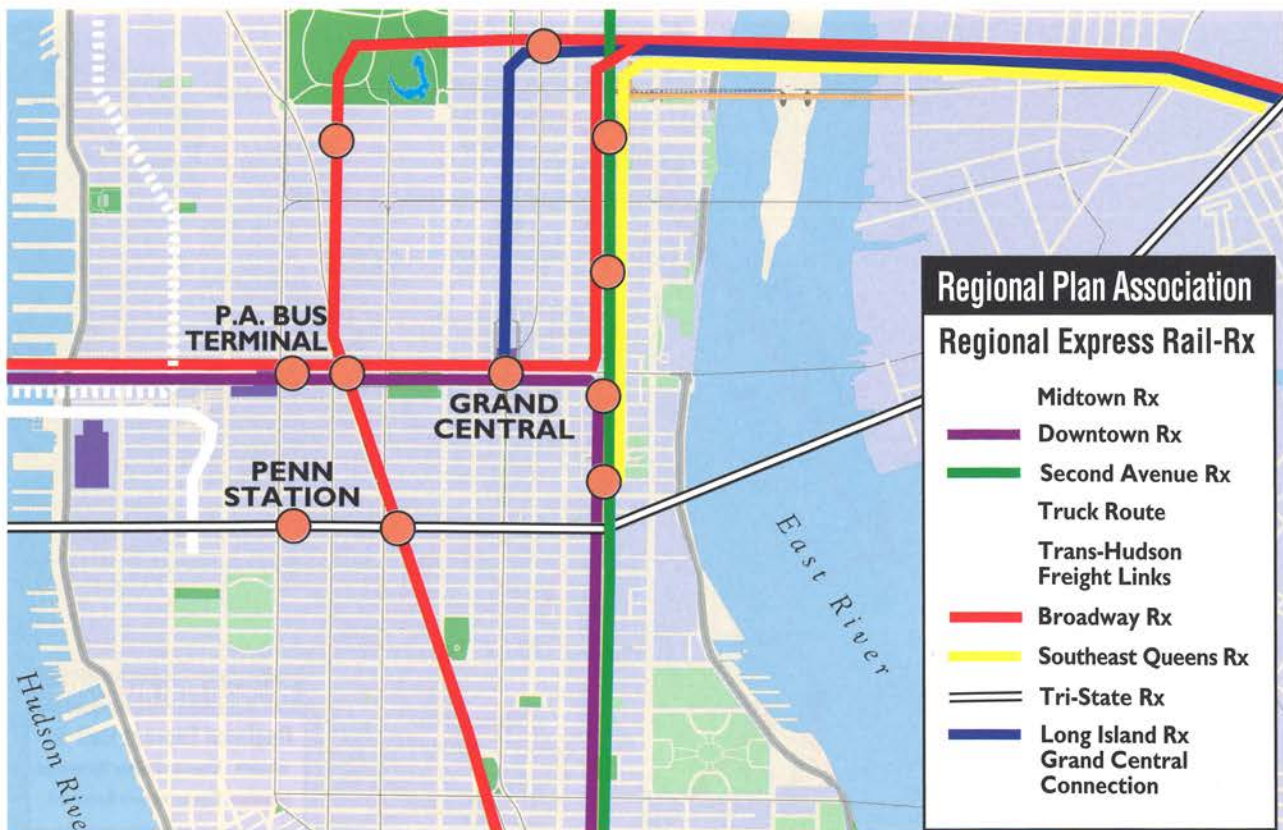 P.A. BUS
TERMINAL
GRAND
CENTRAL
PENN
STATION
Hudson River
East River
Regional Plan Association
Regional Express Rail-Rx
Midtown Rx
Downtown Rx
Second Avenue Rx
Truck Route
Trans-Hudson
Freight Links
Broadway Rx
Southeast Queens Rx
Tri-State Rx
Long Island Rx
Grand Central
Connection